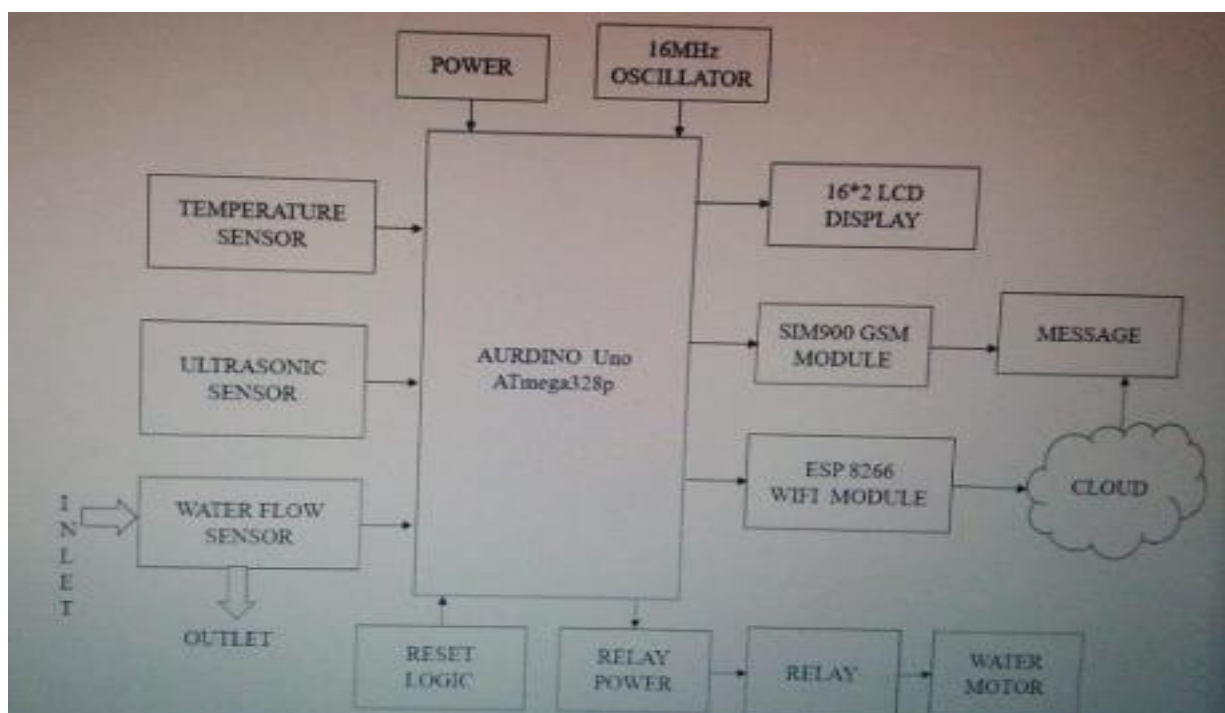 POWER
16MHz
OSCILLATOR
TEMPERATURE
SENSOR
16*2 LCD
DISPLAY
ULTRASONIC
SENSOR
AURDINO Uno
ATmega328p
SIM900 GSM
MODULE
MESSAGE
INLET
WATER FLOW
SENSOR
ESP 8266
WIFI MODULE
CLOUD
OUTLET
RESET
LOGIC
RELAY
POWER
RELAY
WATER
MOTOR